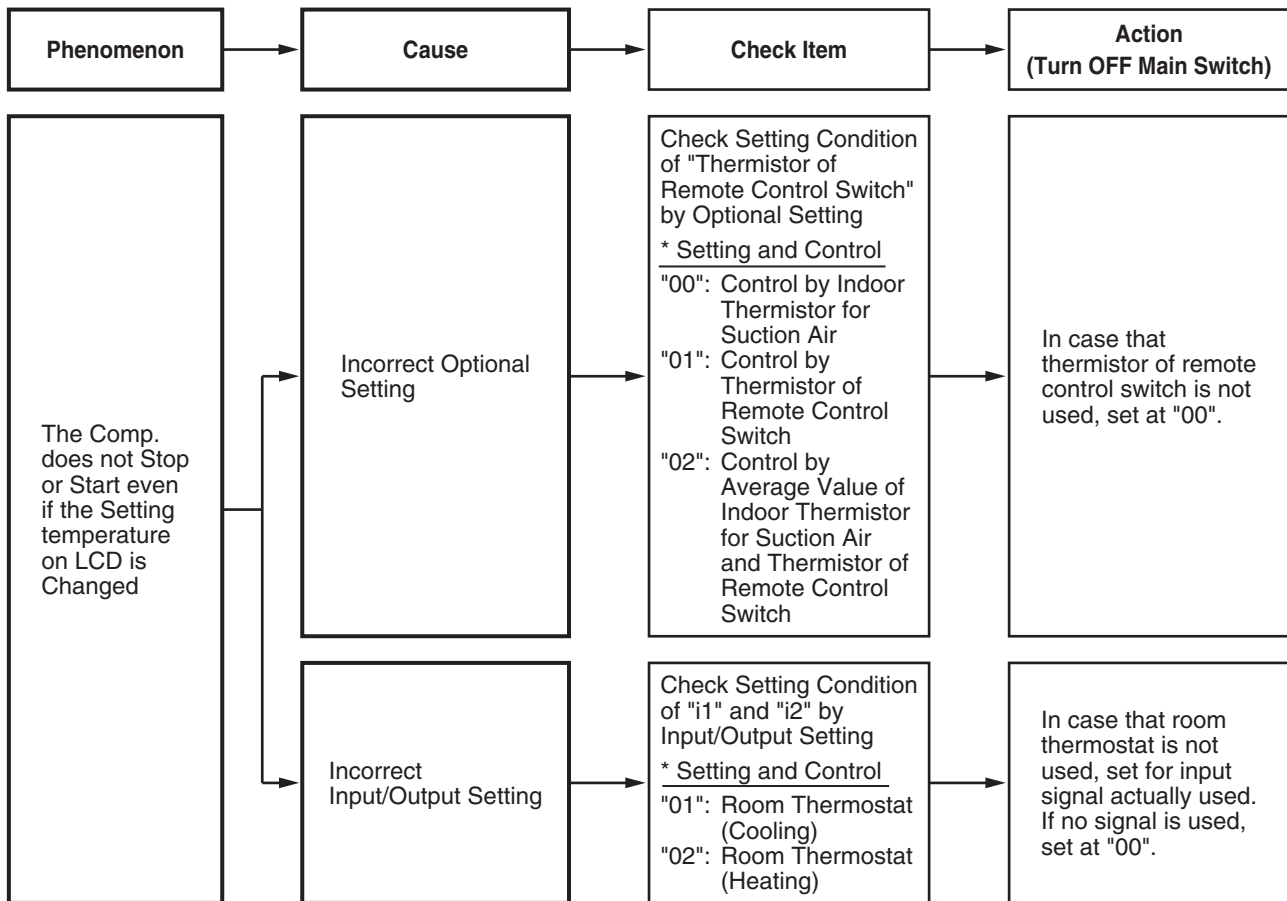 Phenomenon
Cause
Check Item
Action
(Turn OFF Main Switch)
The Comp.
does not Stop
or Start even
if the Setting
temperature
on LCD is
Changed
Incorrect Optional
Setting
Check Setting Condition
of "Thermistor of
Remote Control Switch"
by Optional Setting
* Setting and Control
"00": Control by Indoor
Thermistor for
Suction Air
"01": Control by
Thermistor of
Remote Control
Switch
"02": Control by
Average Value of
Indoor Thermistor
for Suction Air
and Thermistor of
Remote Control
Switch
In case that
thermistor of remote
control switch is not
used, set at "00".
Incorrect
Input/Output Setting
Check Setting Condition
of "i1" and "i2" by
Input/Output Setting
* Setting and Control
"01": Room Thermostat
(Cooling)
"02": Room Thermostat
(Heating)
In case that room
thermostat is not
used, set for input
signal actually used.
If no signal is used,
set at "00".